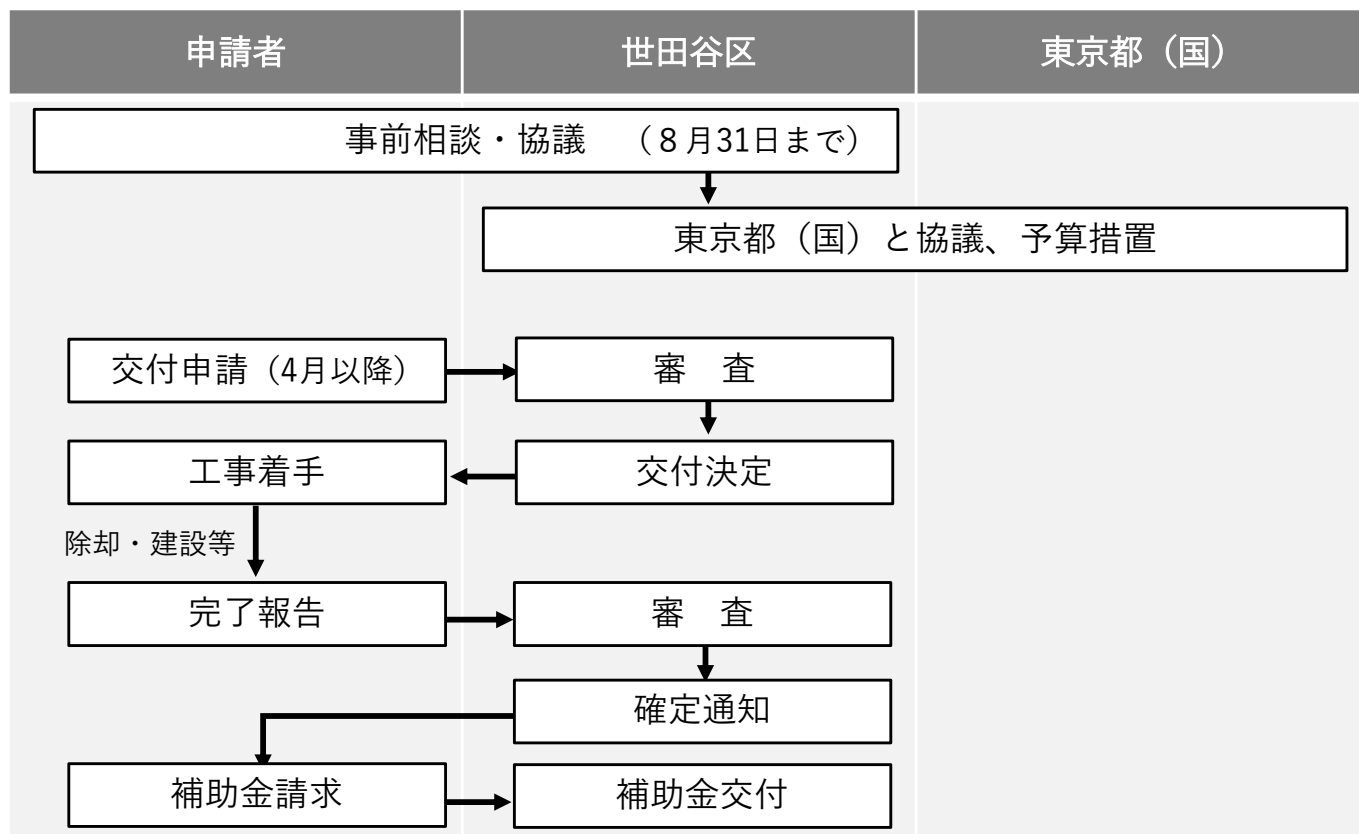 申請者
世田谷区
東京都（国）
事前相談・協議　（８月31日まで）
東京都（国）と協議、予算措置
交付申請（4月以降）
審　査
工事着手
交付決定
除却・建設等
完了報告
審　査
確定通知
補助金請求
補助金交付